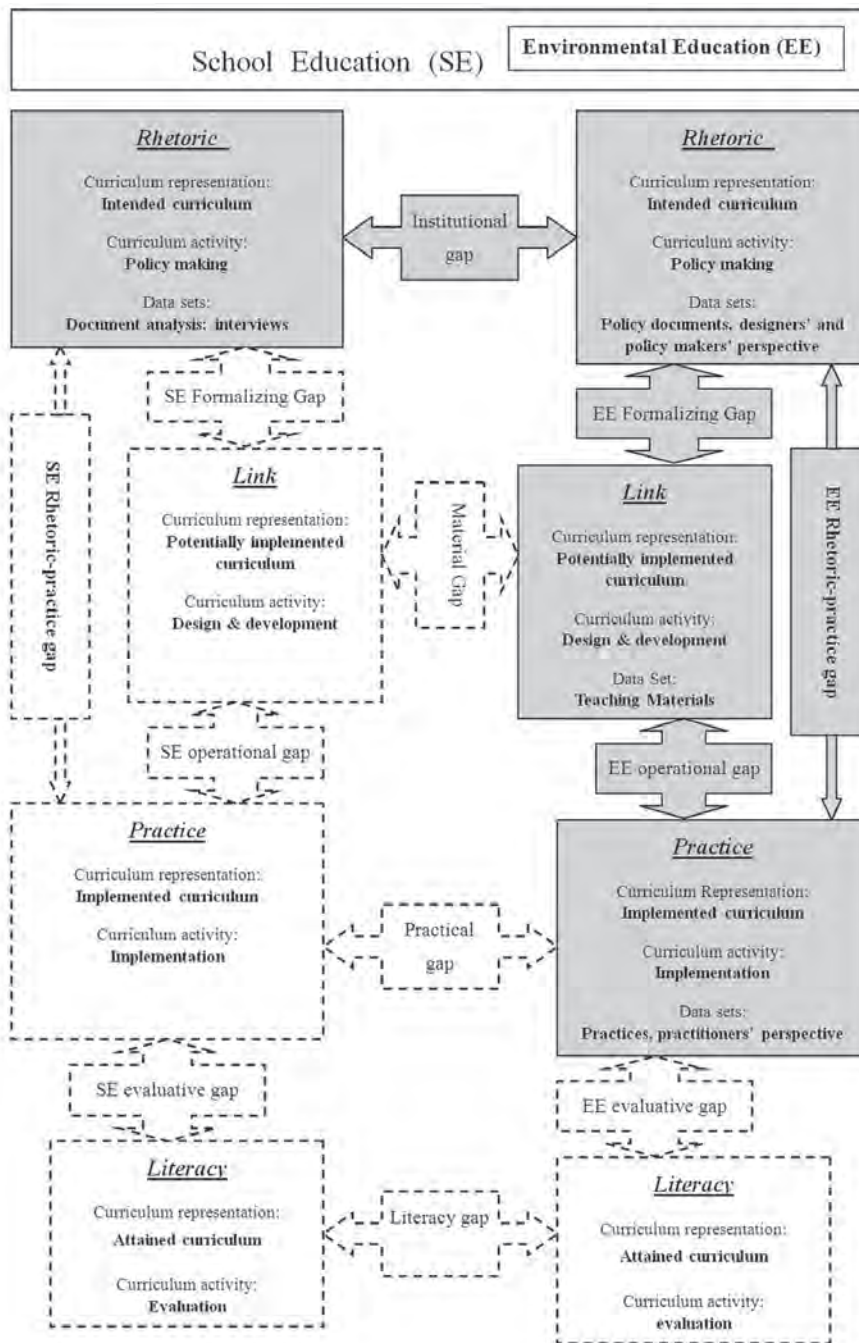 School Education (SE)
Environmental Education (EE)
Rhetoric
Curriculum representation:
Intended curriculum
Curriculum activity:
Policy making
Data sets:
Document analysis: interviews
Institutional
gap
Rhetoric
Curriculum representation:
Intended curriculum
Curriculum activity:
Policy making
Data sets:
Policy documents, designers' and
policy makers' perspective
SE Formalizing Gap
EE Formalizing Gap
SE Rhetoric-practice gap
Link
Curriculum representation:
Potentially implemented
curriculum
Curriculum activity:
Design & development
Material Gap
Link
Curriculum representation:
Potentially implemented
curriculum
Curriculum activity:
Design & development
Data Set:
Teaching Materials
EE Rhetoric-practice gap
SE operational gap
EE operational gap
Practice
Curriculum representation:
Implemented curriculum
Curriculum activity:
Implementation
Practical
gap
Practice
Curriculum Representation:
Implemented curriculum
Curriculum activity:
Implementation
Data sets:
Practices, practitioners' perspective
SE evaluative gap
EE evaluative gap
Literacy
Curriculum representation:
Attained curriculum
Curriculum activity:
Evaluation
Literacy gap
Literacy
Curriculum representation:
Attained curriculum
Curriculum activity:
evaluation